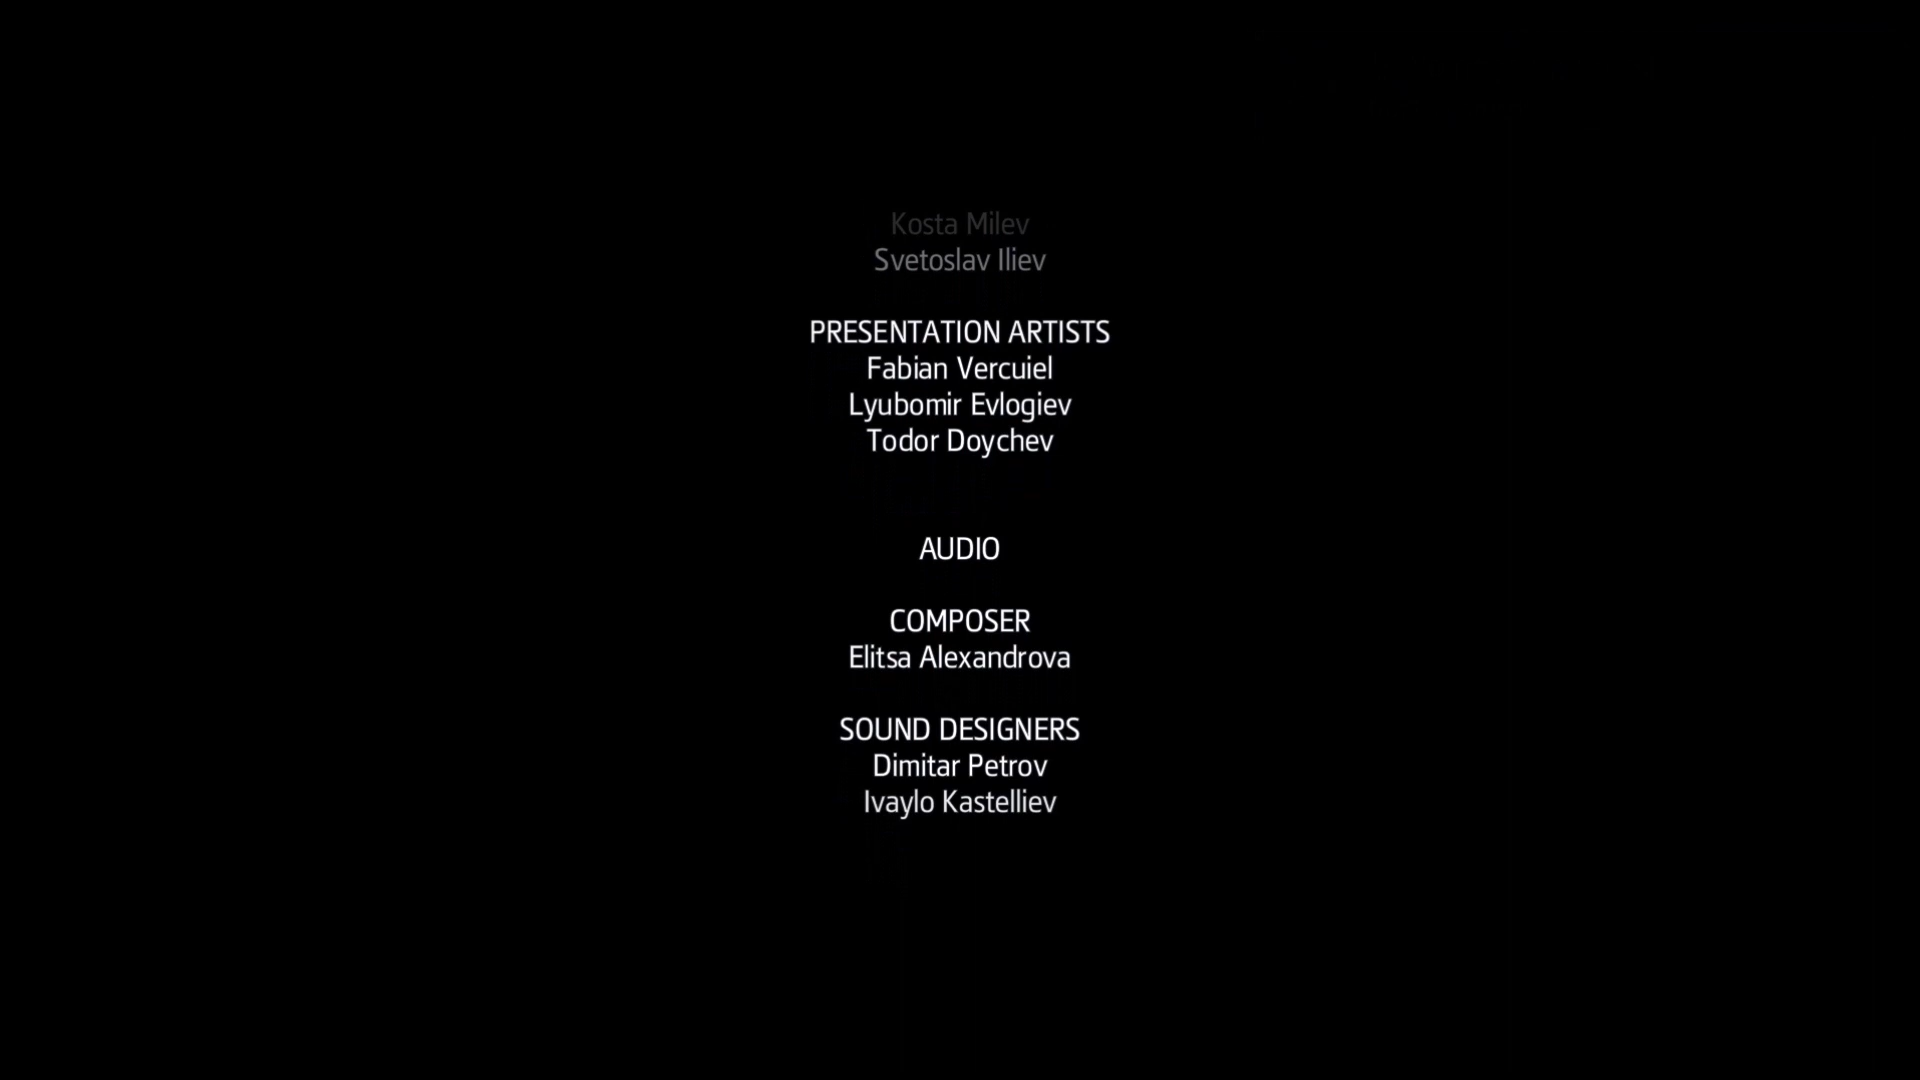 Kosta Milev
Svetoslav Iliev
PRESENTATION ARTISTS
Fabian Vercuiel
Lyubomir Evlogiev
Todor Doychev
AUDIO
COMPOSER
Elitsa Alexandrova
SOUND DESIGNERS
Dimitar Petrov
Ivaylo Kastelliev